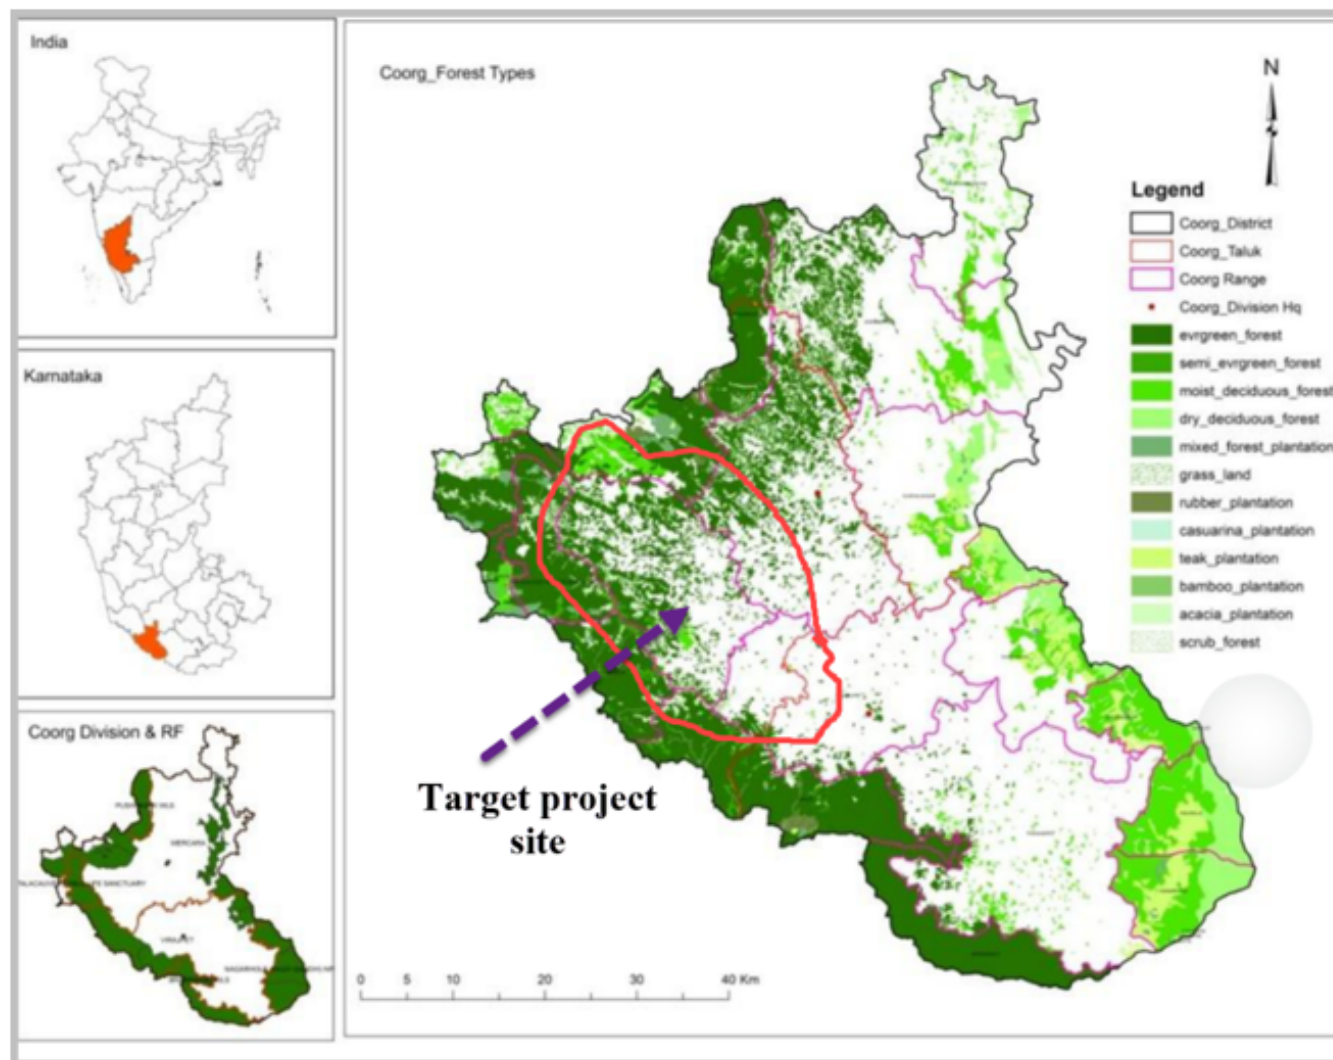 India
Karnataka
Coorg Division & RF
MERCARA
Coorg_Forest Types
N
Legend
Coorg_District
Coorg_Taluk
Coorg Range
Coorg_Division Hq
evrgreen_forest
semi_evrgreen_forest
moist_deciduous_forest
dry_deciduous_forest
mixed_forest_plantation
grass_land
rubber_plantation
casuarina_plantation
teak_plantation
bamboo_plantation
acacia_plantation
scrub_forest
Target project
site
0 5 10 20 30 40 Km